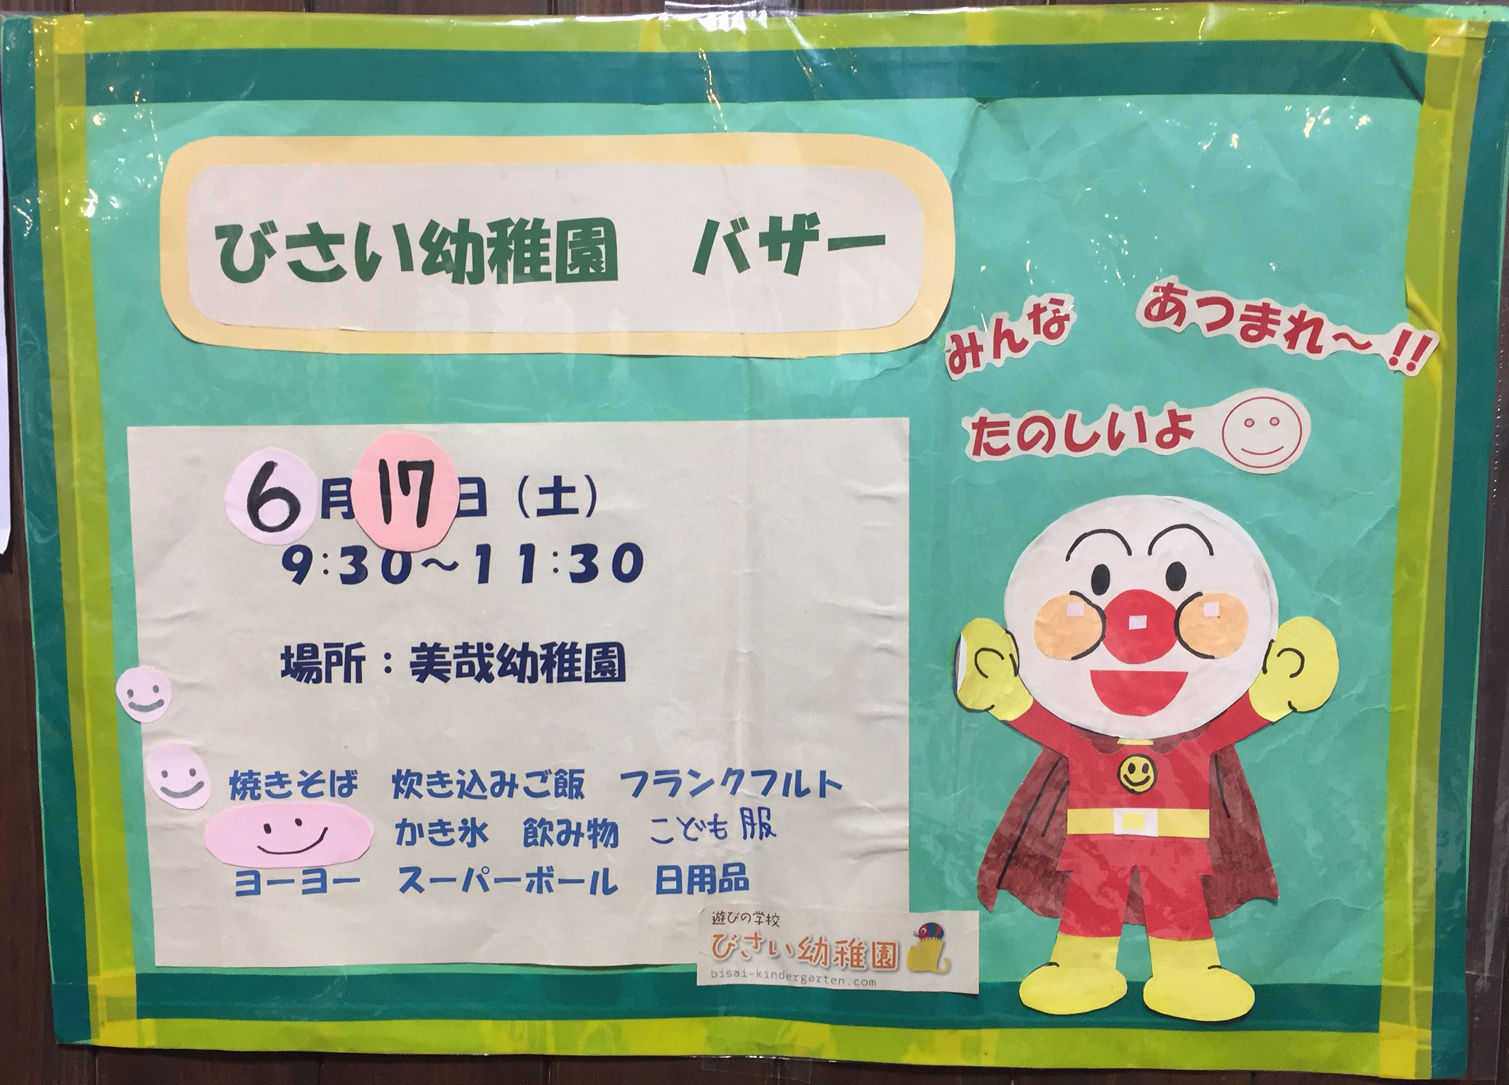 びさい幼稚園 バザー
みんな あつまれ〜!!
たのしいよ
6月17日（土）
9:30〜11:30
場所：美哉幼稚園
焼きそば 炊き込みご飯 フランクフルト
かき氷 飲み物 こども服
ヨーヨー スーパーボール 日用品
遊びの学校
びさい幼稚園
bisai-kindergarten.com